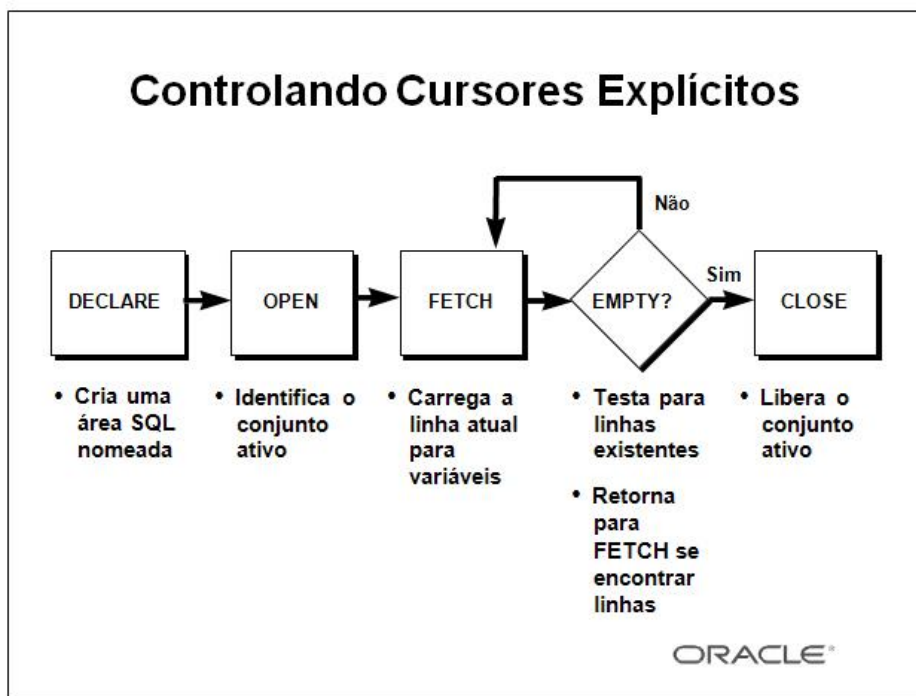 Controlando Cursores Explícitos
Não
Sim
DECLARE
OPEN
FETCH
EMPTY?
CLOSE
• Cria uma
área SQL
nomeada
• Identifica o
conjunto
ativo
• Carrega a
linha atual
para
variáveis
• Testa para
linhas
existentes
• Retorna
para
FETCH se
encontrar
linhas
• Libera o
conjunto
ativo
ORACLE®